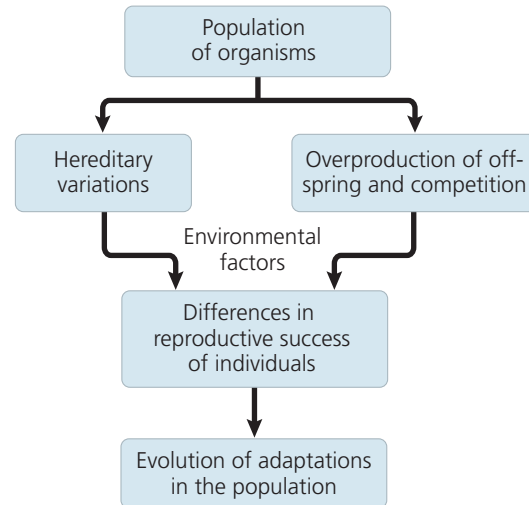 Population
of organisms
Hereditary
variations
Overproduction of off-
spring and competition
Environmental
factors
Differences in
reproductive success
of individuals
Evolution of adaptations
in the population